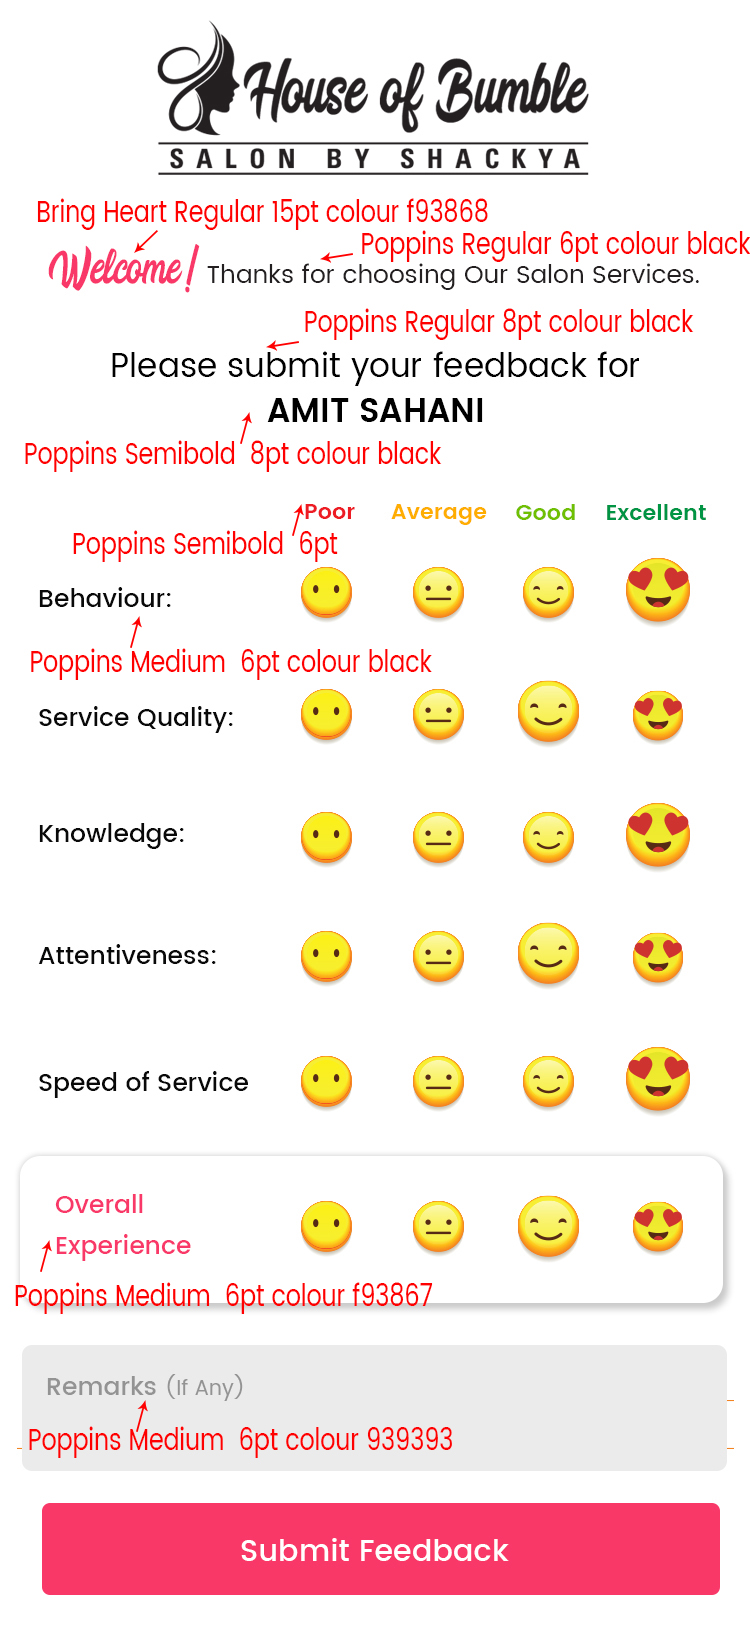 House of Bumble
SALON BY SHACKYA
Bring Heart Regular 15pt colour f93868
Poppins Regular 6pt colour black
Welcome! Thanks for choosing Our Salon Services.
Poppins Regular 8pt colour black
Please submit your feedback for
AMIT SAHANI
Poppins Semibold 8pt colour black
Poor Average Good Excellent
Poppins Semibold 6pt
Behaviour:
Poppins Medium 6pt colour black
Service Quality:
Knowledge:
Attentiveness:
Speed of Service
Overall
Experience
Poppins Medium 6pt colour f93867
Remarks (If Any)
Poppins Medium 6pt colour 939393
Submit Feedback